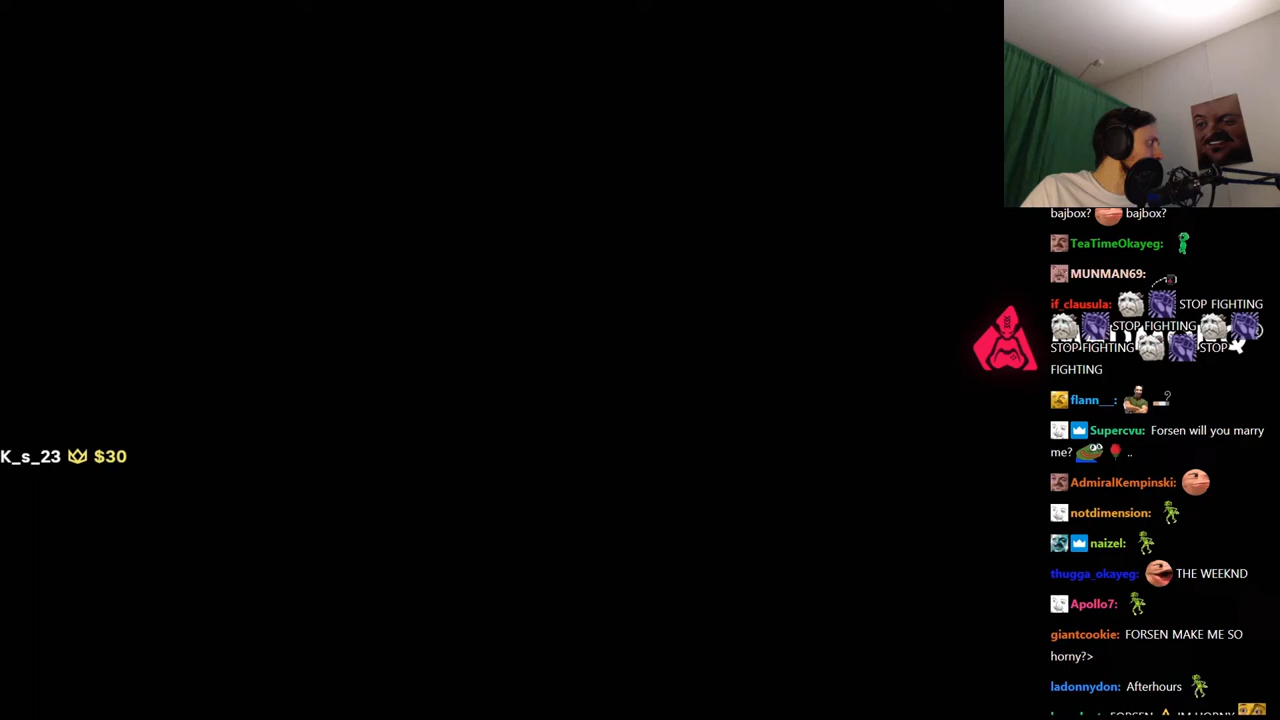 bajbox? bajbox?
TeaTimeOkayeg:
MUNMAN69:
if_clausula: STOP FIGHTING
STOP FIGHTING
STOP FIGHTING STOP
FIGHTING
flann__:
Supercvu: Forsen will you marry
me? ..
AdmiralKempinski:
notdimension:
naizel:
thugga_okayeg: THE WEEKND
Apollo7:
giantcookie: FORSEN MAKE ME SO
horny?>
ladonnydon: Afterhours
K_s_23 $30